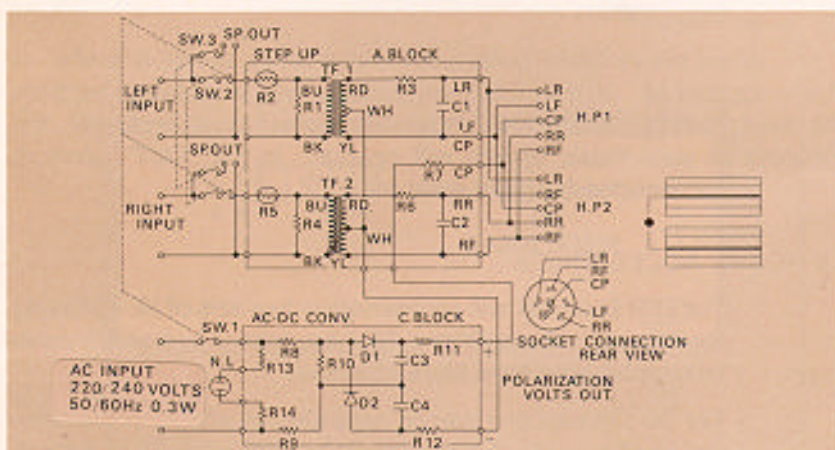 SP.OUT
SW.3
STEP UP
A.BLOCK
TF.1
LEFT
INPUT
SW.2
R2
BU
R1
RD
WH
R3
LR
C1
LF
BK
YL
CP
LR
LF
CP
H.P1
RR
RF
SP.OUT
TF.2
R7
CP
RIGHT
INPUT
R5
BU
R4
RD
WH
R6
RR
C2
RF
BK
YL
LR
RF
CP
H.P2
RR
RF
LR
RF
CP
LF
RR
SOCKET CONNECTION
REAR VIEW
SW.1
AC-DC CONV.
C.BLOCK
N.L
R8
R13
R10
D1
C3
R11
+
AC INPUT
220/240 VOLTS
50/60Hz 0.3W
R14
R9
D2
C4
R12
-
POLARIZATION
VOLTS OUT